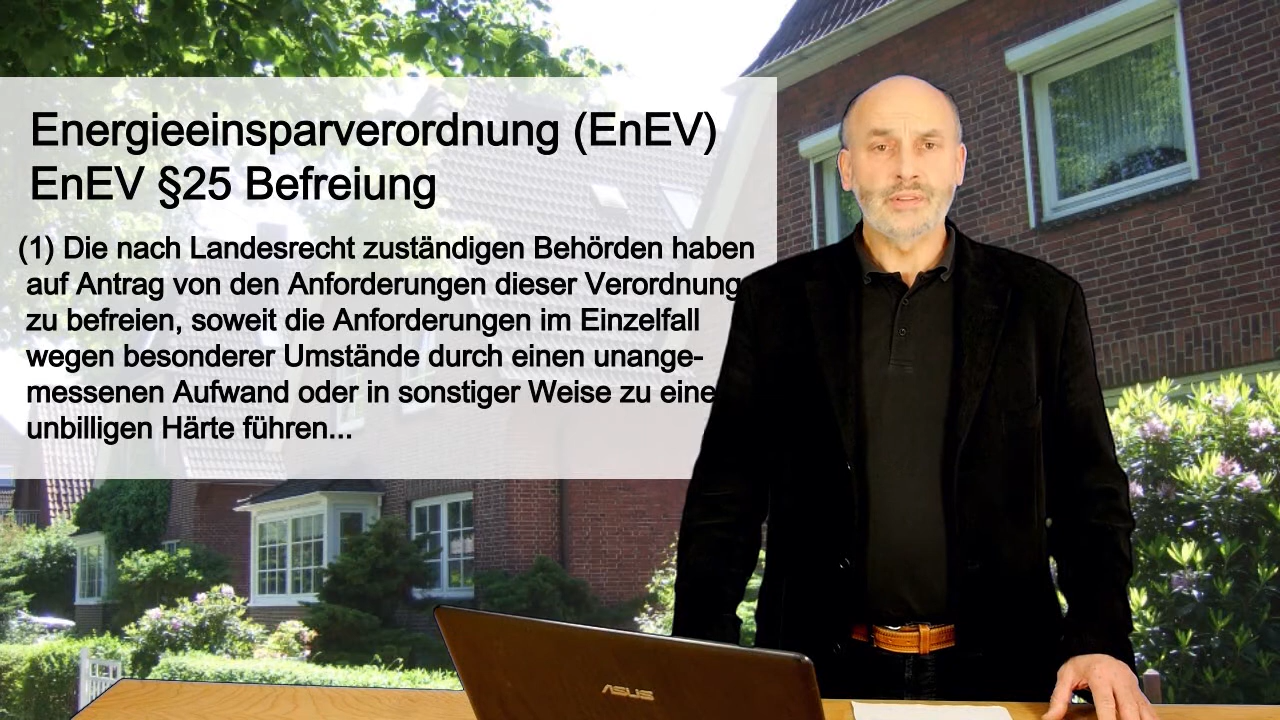 Energieeinsparverordnung (EnEV)
EnEV §25 Befreiung
(1) Die nach Landesrecht zuständigen Behörden haben
auf Antrag von den Anforderungen dieser Verordnung
zu befreien, soweit die Anforderungen im Einzelfall
wegen besonderer Umstände durch einen unange-
messenen Aufwand oder in sonstiger Weise zu eine
unbilligen Härte führen...
ASUS